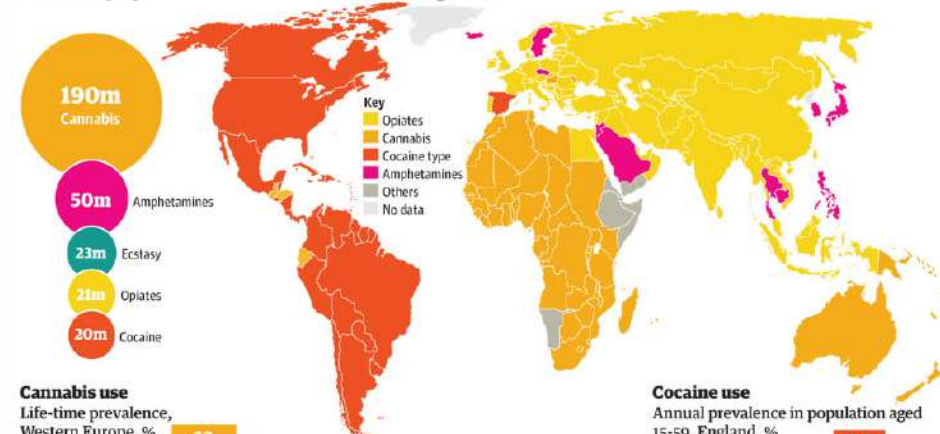 190m
Cannabis
50m Amphetamines
23m Ecstasy
21m Opiates
20m Cocaine
Key
Opiates
Cannabis
Cocaine type
Amphetamines
Others
No data
Cannabis use
Life-time prevalence,
Western Europe, %
Cocaine use
Annual prevalence in population aged
15-59, England, %